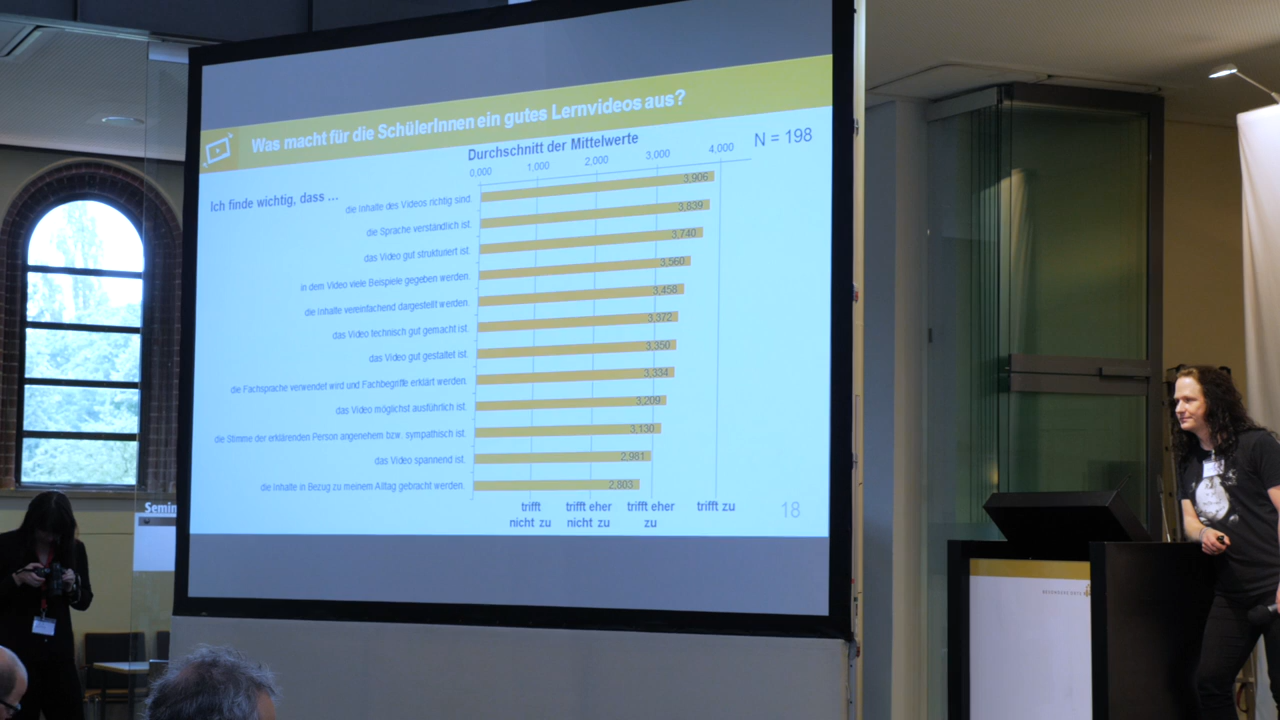 Was macht für die SchülerInnen ein gutes Lernvideos aus?
Durchschnitt der Mittelwerte
N = 198
0,000 1,000 2,000 3,000 4,000
Ich finde wichtig, dass ...
die Inhalte des Videos richtig sind. 3,906
die Sprache verständlich ist. 3,839
das Video gut strukturiert ist. 3,740
in dem Video viele Beispiele gegeben werden. 3,560
die Inhalte vereinfachend dargestellt werden. 3,458
das Video technisch gut gemacht ist. 3,372
das Video gut gestaltet ist. 3,350
die Fachsprache verwendet wird und Fachbegriffe erklärt werden. 3,334
das Video möglichst ausführlich ist. 3,209
die Stimme der erklärenden Person angenehem bzw. sympathisch ist. 3,130
das Video spannend ist. 2,981
die Inhalte in Bezug zu meinem Alltag gebracht werden. 2,803
trifft nicht zu
trifft eher nicht zu
trifft eher zu
trifft zu
18
Semin